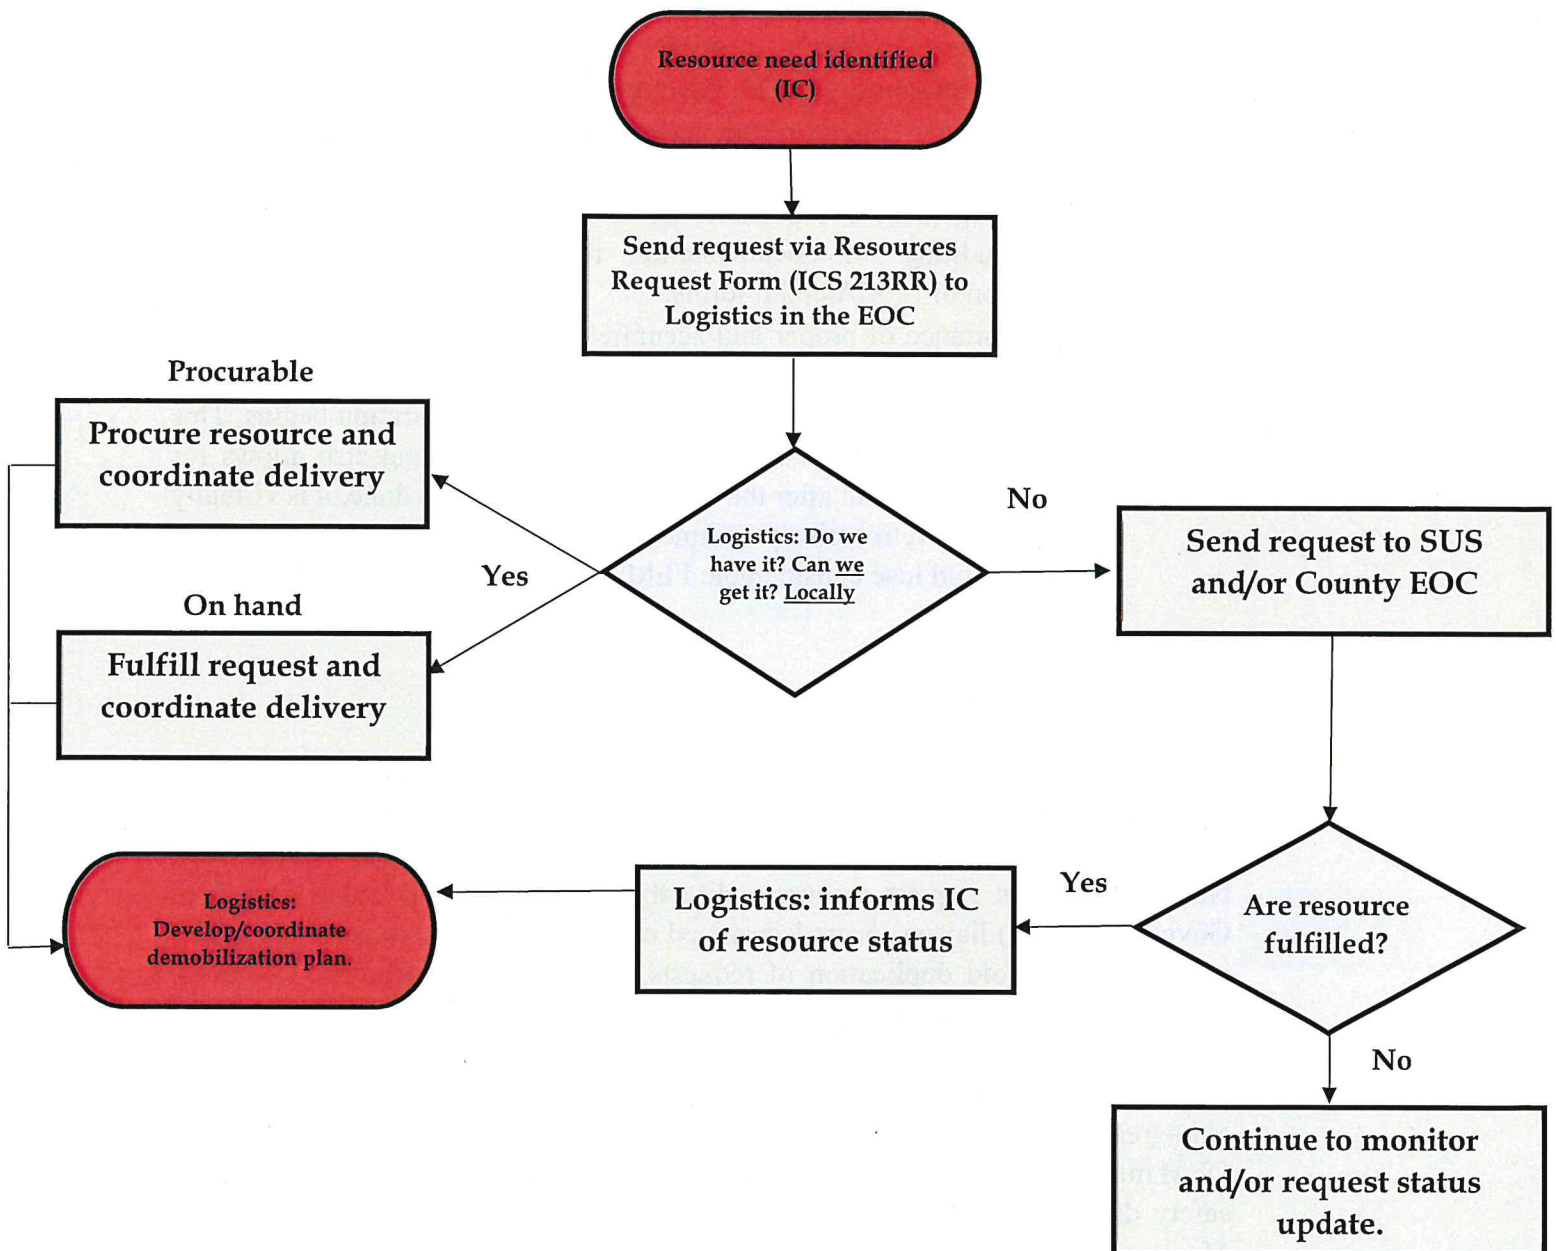 Resource need identified
(IC)
Send request via Resources
Request Form (ICS 213RR) to
Logistics in the EOC
Procurable
Procure resource and
coordinate delivery
No
Logistics: Do we
have it? Can we
get it? Locally
Yes
Send request to SUS
and/or County EOC
On hand
Fulfill request and
coordinate delivery
Logistics:
Develop/coordinate
demobilization plan.
Logistics: informs IC
of resource status
Yes
Are resource
fulfilled?
No
Continue to monitor
and/or request status
update.